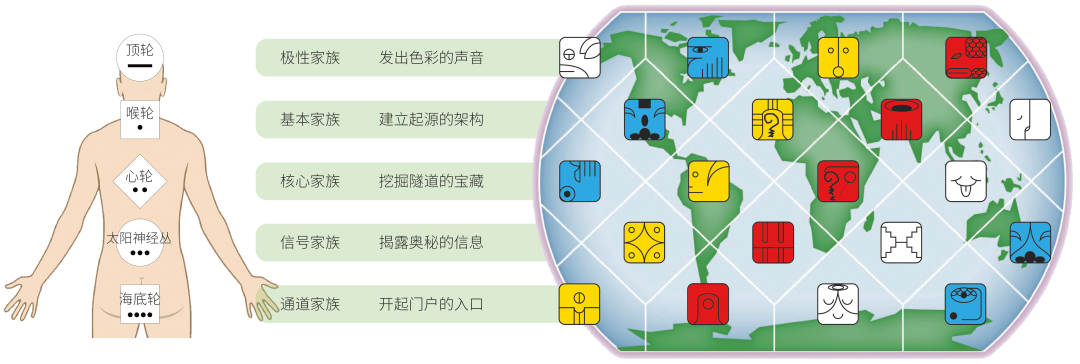 顶轮
极性家族 发出色彩的声音
喉轮
基本家族 建立起源的架构
心轮
核心家族 挖掘隧道的宝藏
太阳神经丛
信号家族 揭露奥秘的信息
海底轮
通道家族 开起门户的入口